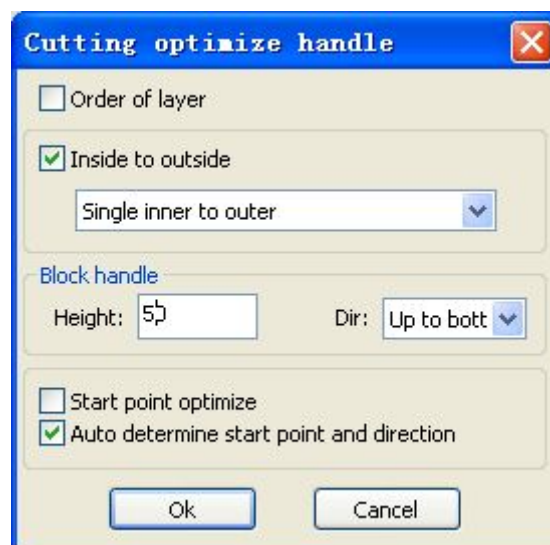 Cutting optimize handle
Order of layer
Inside to outside
Single inner to outer
Block handle
Height: Dir: Up to bott
Start point optimize
Auto determine start point and direction
Ok Cancel